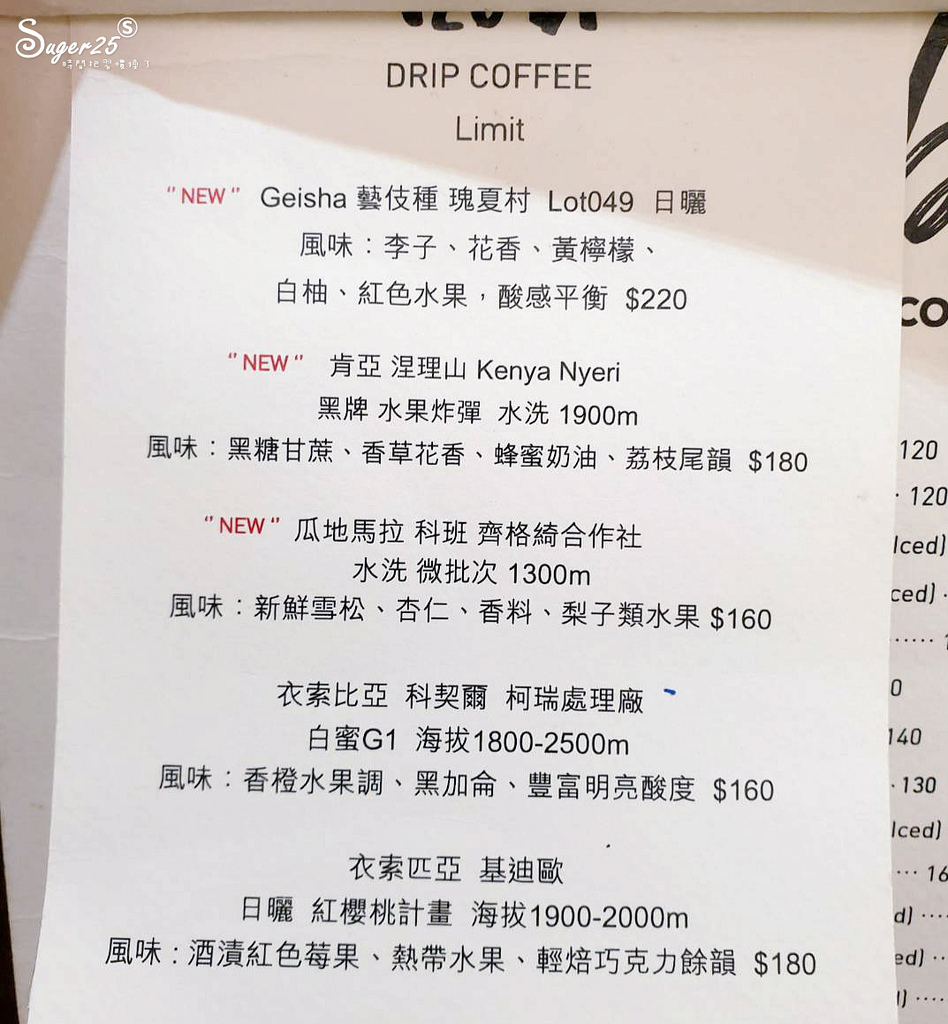 Suger25 S
時間把習慣換了
DRIP COFFEE
Limit
"NEW" Geisha 藝伎種 瑰夏村 Lot049 日曬
風味：李子、花香、黃檸檬、
白柚、紅色水果，酸感平衡 $220
"NEW" 肯亞 涅理山 Kenya Nyeri
黑牌 水果炸彈 水洗 1900m
風味：黑糖甘蔗、香草花香、蜂蜜奶油、荔枝尾韻 $180
"NEW" 瓜地馬拉 科班 齊格綺合作社
水洗 微批次 1300m
風味：新鮮雪松、杏仁、香料、梨子類水果 $160
衣索比亞 科契爾 柯瑞處理廠
白蜜G1 海拔1800-2500m
風味：香橙水果調、黑加侖、豐富明亮酸度 $160
衣索匹亞 基迪歐
日曬 紅櫻桃計畫 海拔1900-2000m
風味：酒漬紅色莓果、熱帶水果、輕焙巧克力餘韻 $180
CO
120
· 120
Iced)
ced) ·
0
140
· 130
Iced)
··· 16
d) ····
ed) ··